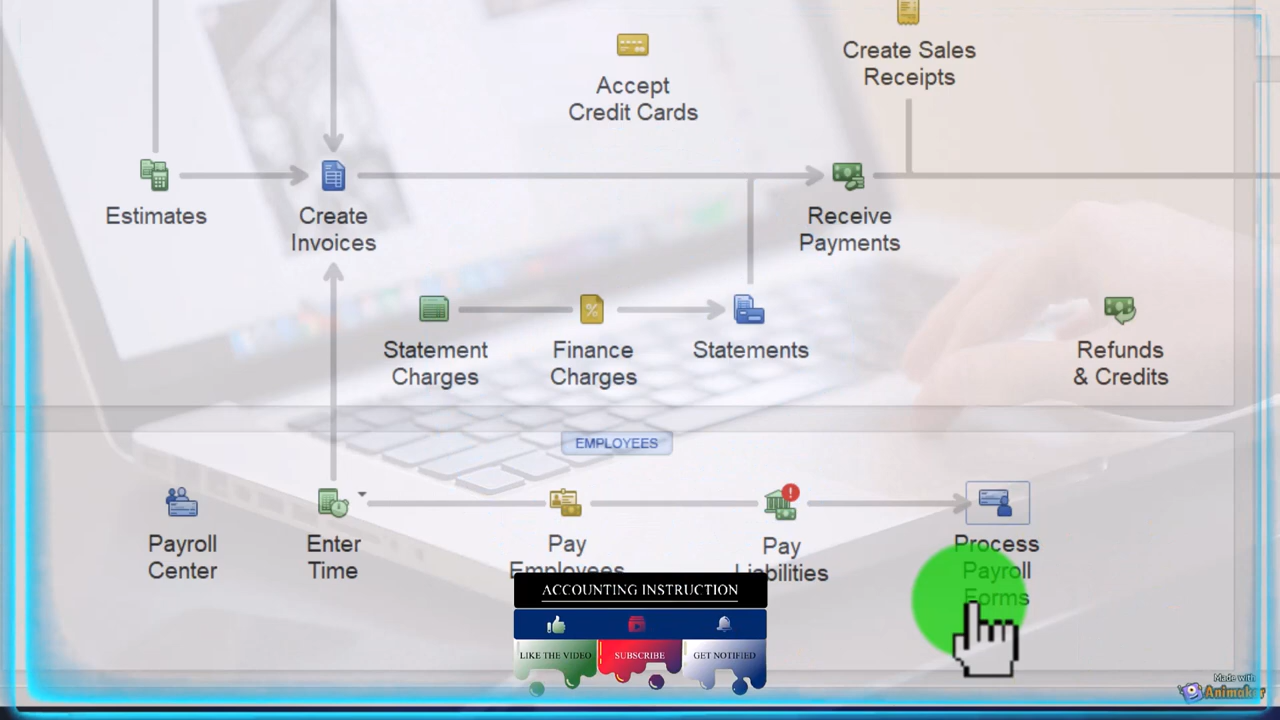 Create Sales
Receipts
Accept
Credit Cards
Estimates
Create
Invoices
Receive
Payments
Statement
Charges
Finance
Charges
Statements
Refunds
& Credits
EMPLOYEES
Payroll
Center
Enter
Time
Pay
Employees
Pay
Liabilities
Process
Payroll
Forms
ACCOUNTING INSTRUCTION
LIKE THE VIDEO
SUBSCRIBE
GET NOTIFIED
Made with
Animaker